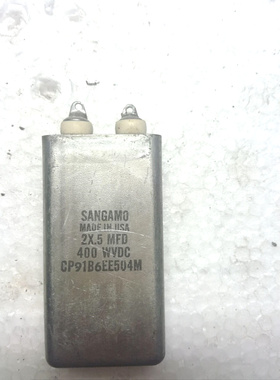 SANGAMO
MADE IN USA
2X.5 MFD
400 WVDC
CP91B6EE504M